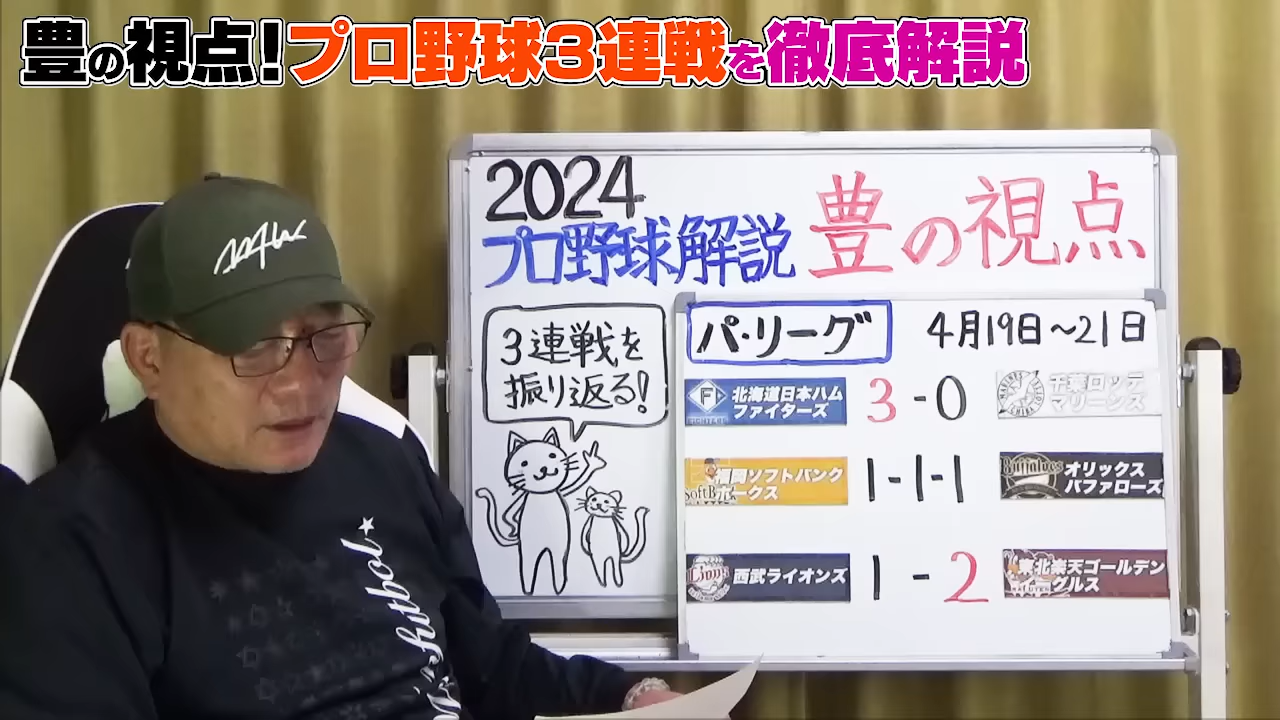 豊の視点!プロ野球3連戦を徹底解説
2024
プロ野球解説
豊の視点
3連戦を
振り返る!
パ・リーグ
4月19日~21日
F
FIGHTERS
北海道日本ハム
ファイターズ
3-0
千葉ロッテ
マリーンズ
福岡ソフトバンク
ークス
SoftBank
1-1-1
Buffaloes
オリックス
バファローズ
Lions
西武ライオンズ
1-2
東北楽天ゴールデン
グルス